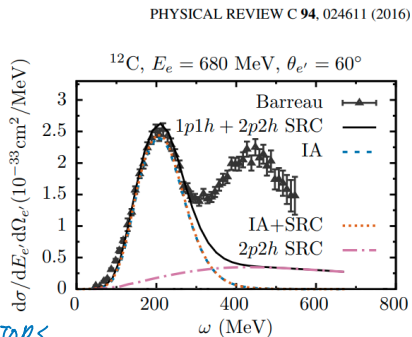 PHYSICAL REVIEW C 94, 024611 (2016)
¹²C, Eₑ = 680 MeV, θₑ′ = 60°
dσ/dEₑ′dΩₑ′(10⁻³³cm²/MeV)
3
2.5
2
1.5
1
0.5
0
Barreau
1p1h + 2p2h SRC
IA
IA+SRC
2p2h SRC
0 200 400 600 800
ω (MeV)